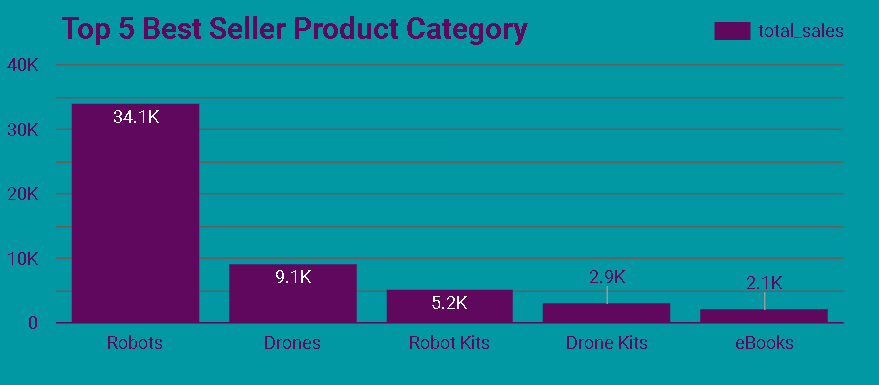 Top 5 Best Seller Product Category
total_sales
40K
30K
20K
10K
0
34.1K
9.1K
5.2K
2.9K
2.1K
Robots
Drones
Robot Kits
Drone Kits
eBooks